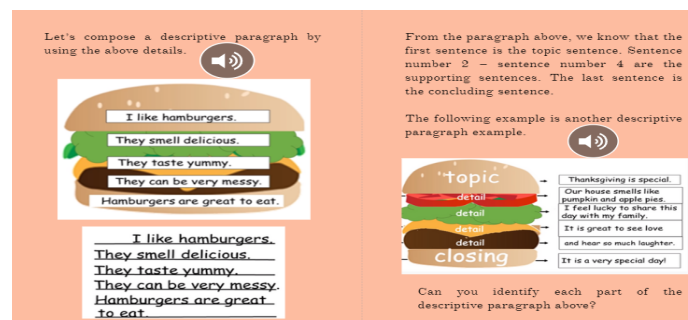 Let's compose a descriptive paragraph by
using the above details.
I like hamburgers.
They smell delicious.
They taste yummy.
They can be very messy.
Hamburgers are great to eat.
I like hamburgers.
They smell delicious.
They taste yummy.
They can be very messy.
Hamburgers are great
to eat.
From the paragraph above, we know that the
first sentence is the topic sentence. Sentence
number 2 – sentence number 4 are the
supporting sentences. The last sentence is
the concluding sentence.
The following example is another descriptive
paragraph example.
topic
Thanksgiving is special.
detail
Our house smells like
pumpkin and apple pies.
detail
I feel lucky to share this
day with my family.
detail
It is great to see love
detail
and hear so much laughter.
closing
It is a very special day!
Can you identify each part of the
descriptive paragraph above?